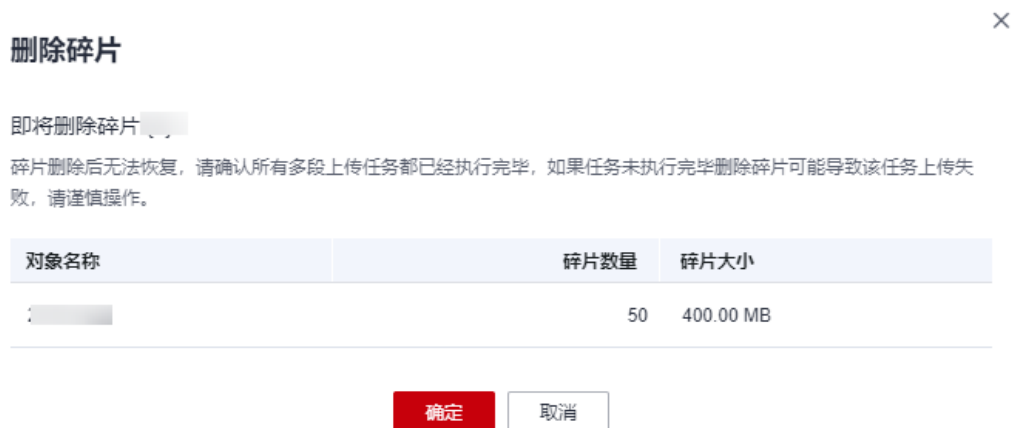 删除碎片
即将删除碎片
碎片删除后无法恢复，请确认所有多段上传任务都已经执行完毕，如果任务未执行完毕删除碎片可能导致该任务上传失
败，请谨慎操作。
对象名称 碎片数量 碎片大小
50 400.00 MB
确定 取消